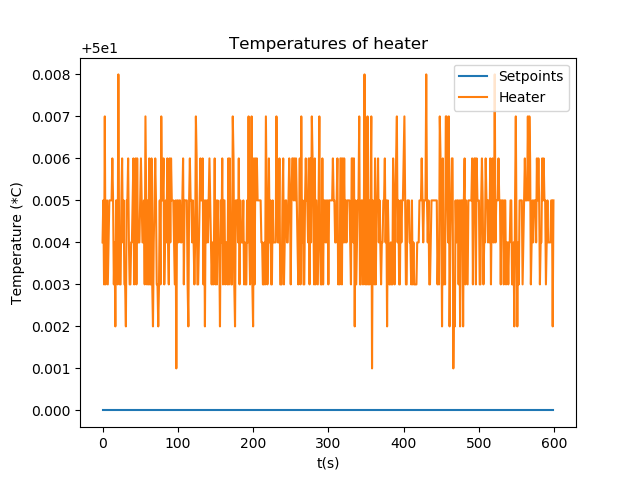 Temperatures of heater
+5e1
Setpoints
Heater
0.008
0.007
0.006
0.005
0.004
0.003
0.002
0.001
0.000
Temperature (*C)
0 100 200 300 400 500 600
t(s)